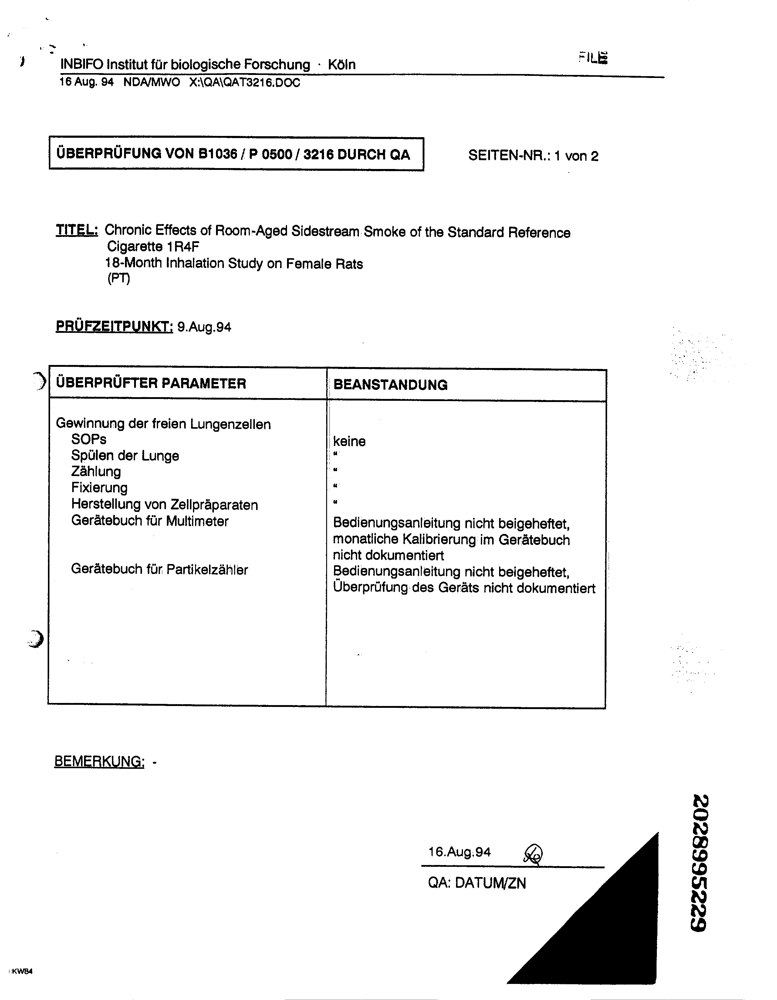 FILE
INBIFO Institut für biologische Forschung · Köln
16 Aug. 94 NDA/MWO X:\QA\QAT3216.DOC
ÜBERPRÜFUNG VON B1036 / P 0500 / 3216 DURCH QA
SEITEN-NR.: 1 von 2
TITEL: Chronic Effects of Room-Aged Sidestream Smoke of the Standard Reference
Cigarette 1R4F
18-Month Inhalation Study on Female Rats
(PT)
PRÜFZEITPUNKT: 9.Aug.94
ÜBERPRÜFTER PARAMETER BEANSTANDUNG
Gewinnung der freien Lungenzellen
SOPs keine
Spülen der Lunge "
Zählung "
Fixierung "
Herstellung von Zellpräparaten "
Gerätebuch für Multimeter Bedienungsanleitung nicht beigeheftet,
monatliche Kalibrierung im Gerätebuch
nicht dokumentiert
Gerätebuch für Partikelzähler Bedienungsanleitung nicht beigeheftet,
Überprüfung des Geräts nicht dokumentiert
BEMERKUNG: -
16.Aug.94
QA: DATUM/ZN
2028995229
KW84